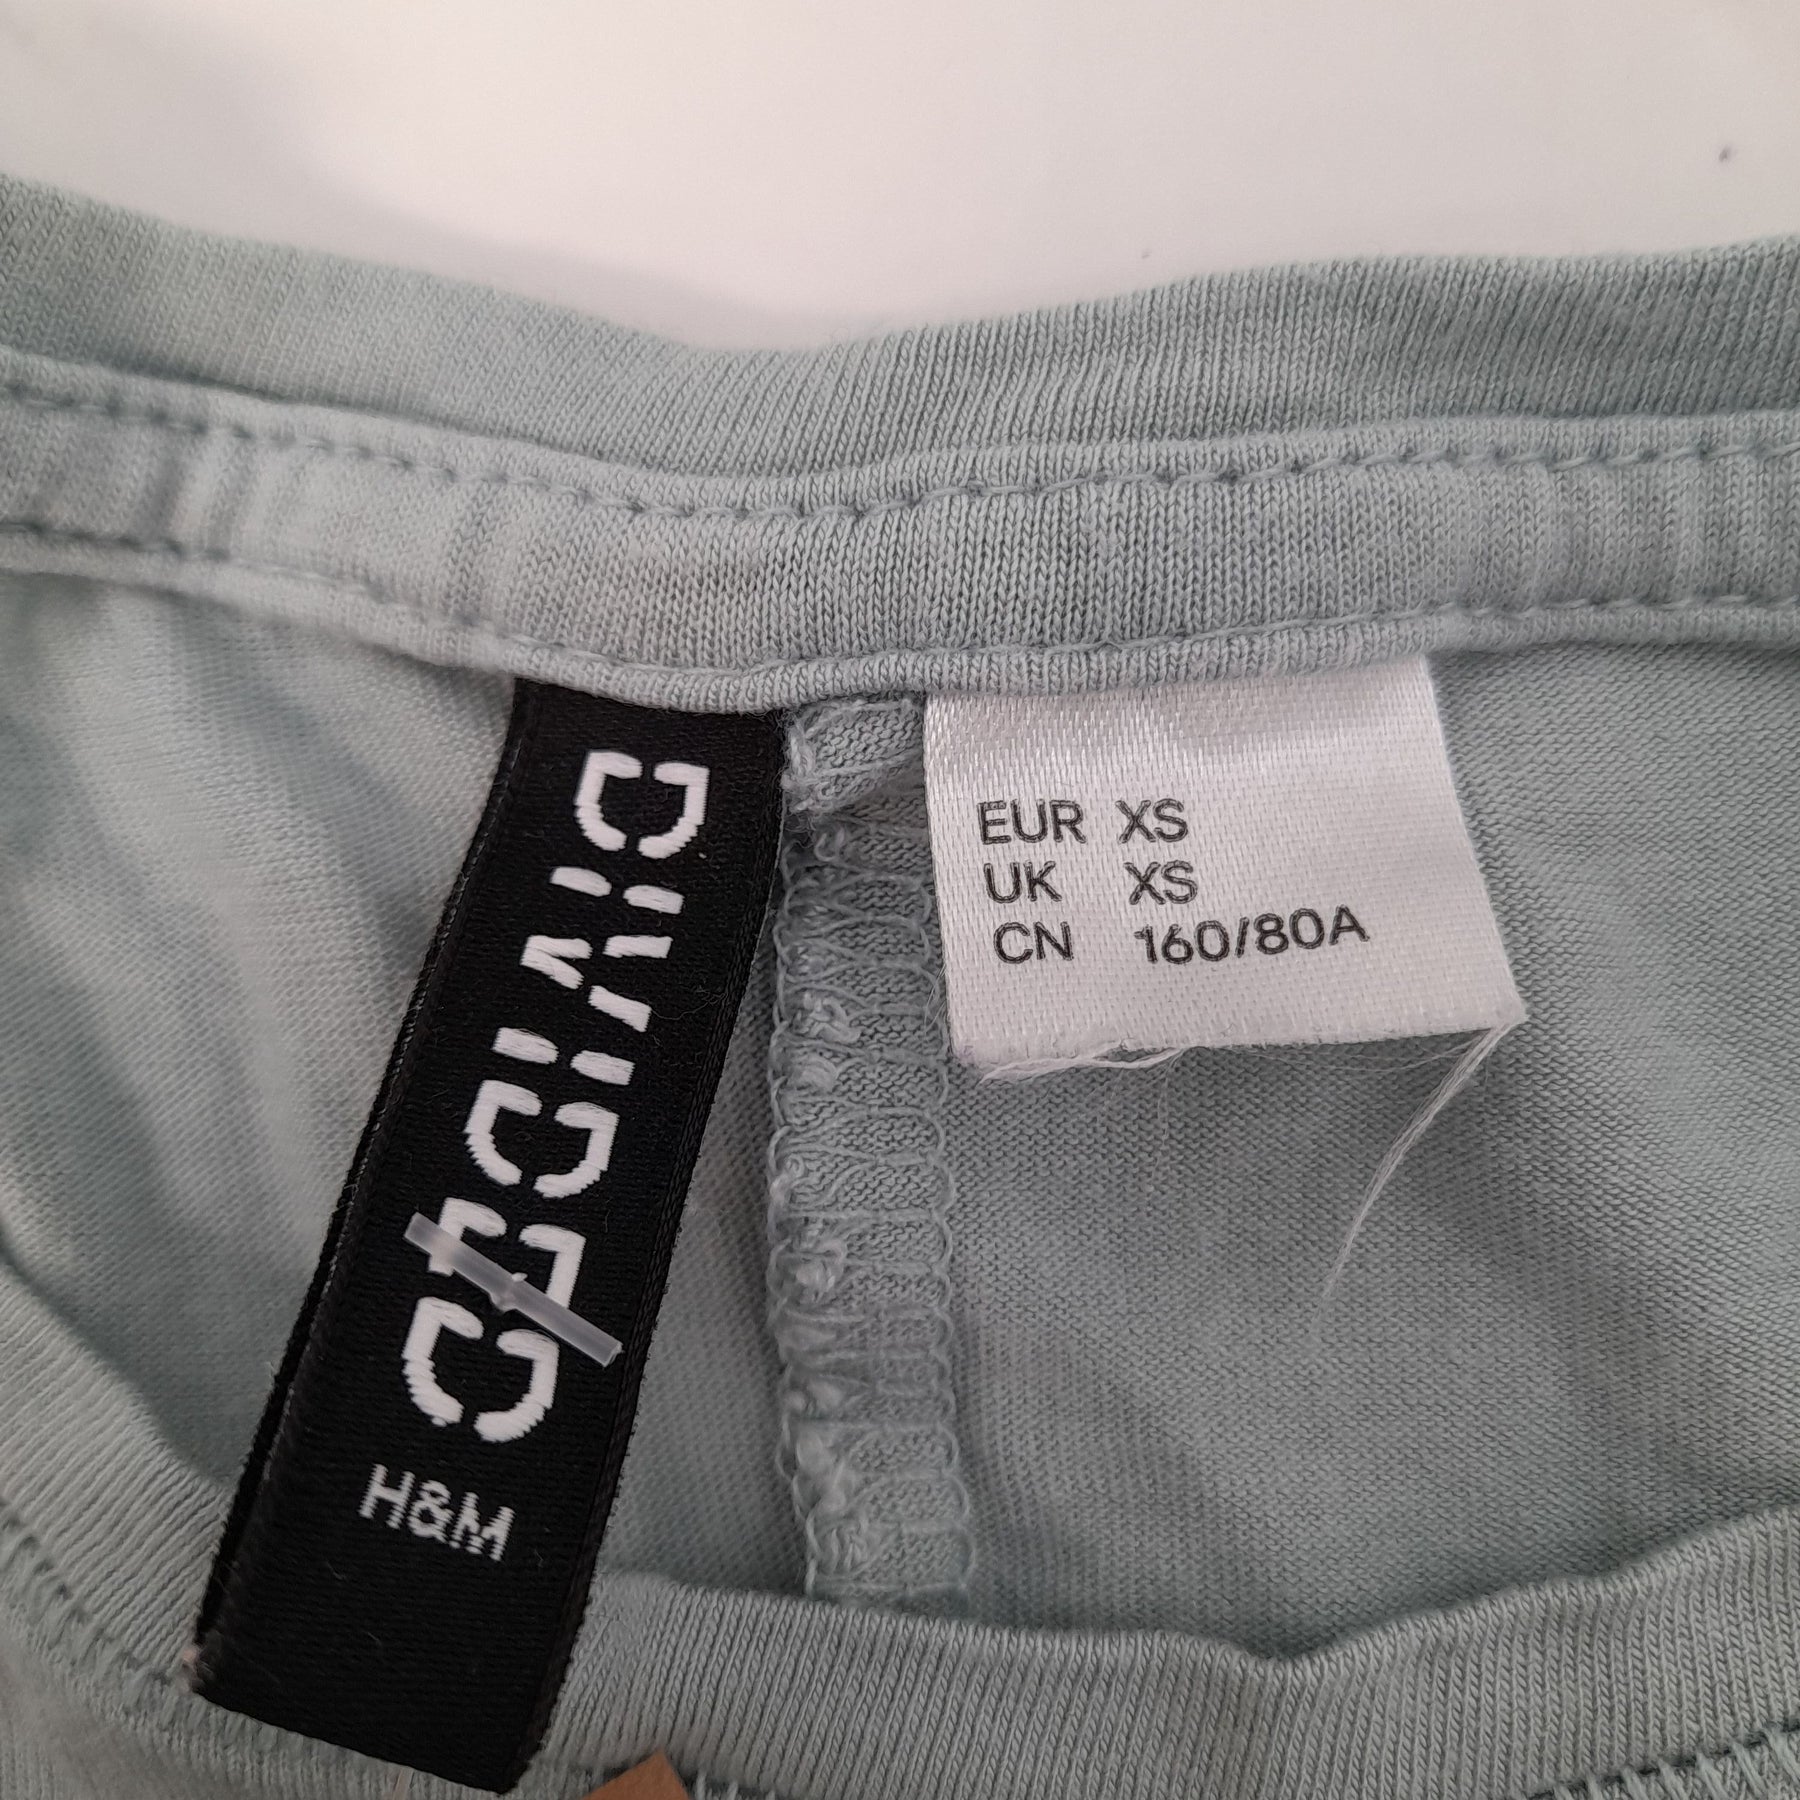 DIVIDED
H&M
EUR XS
UK XS
CN 160/80A